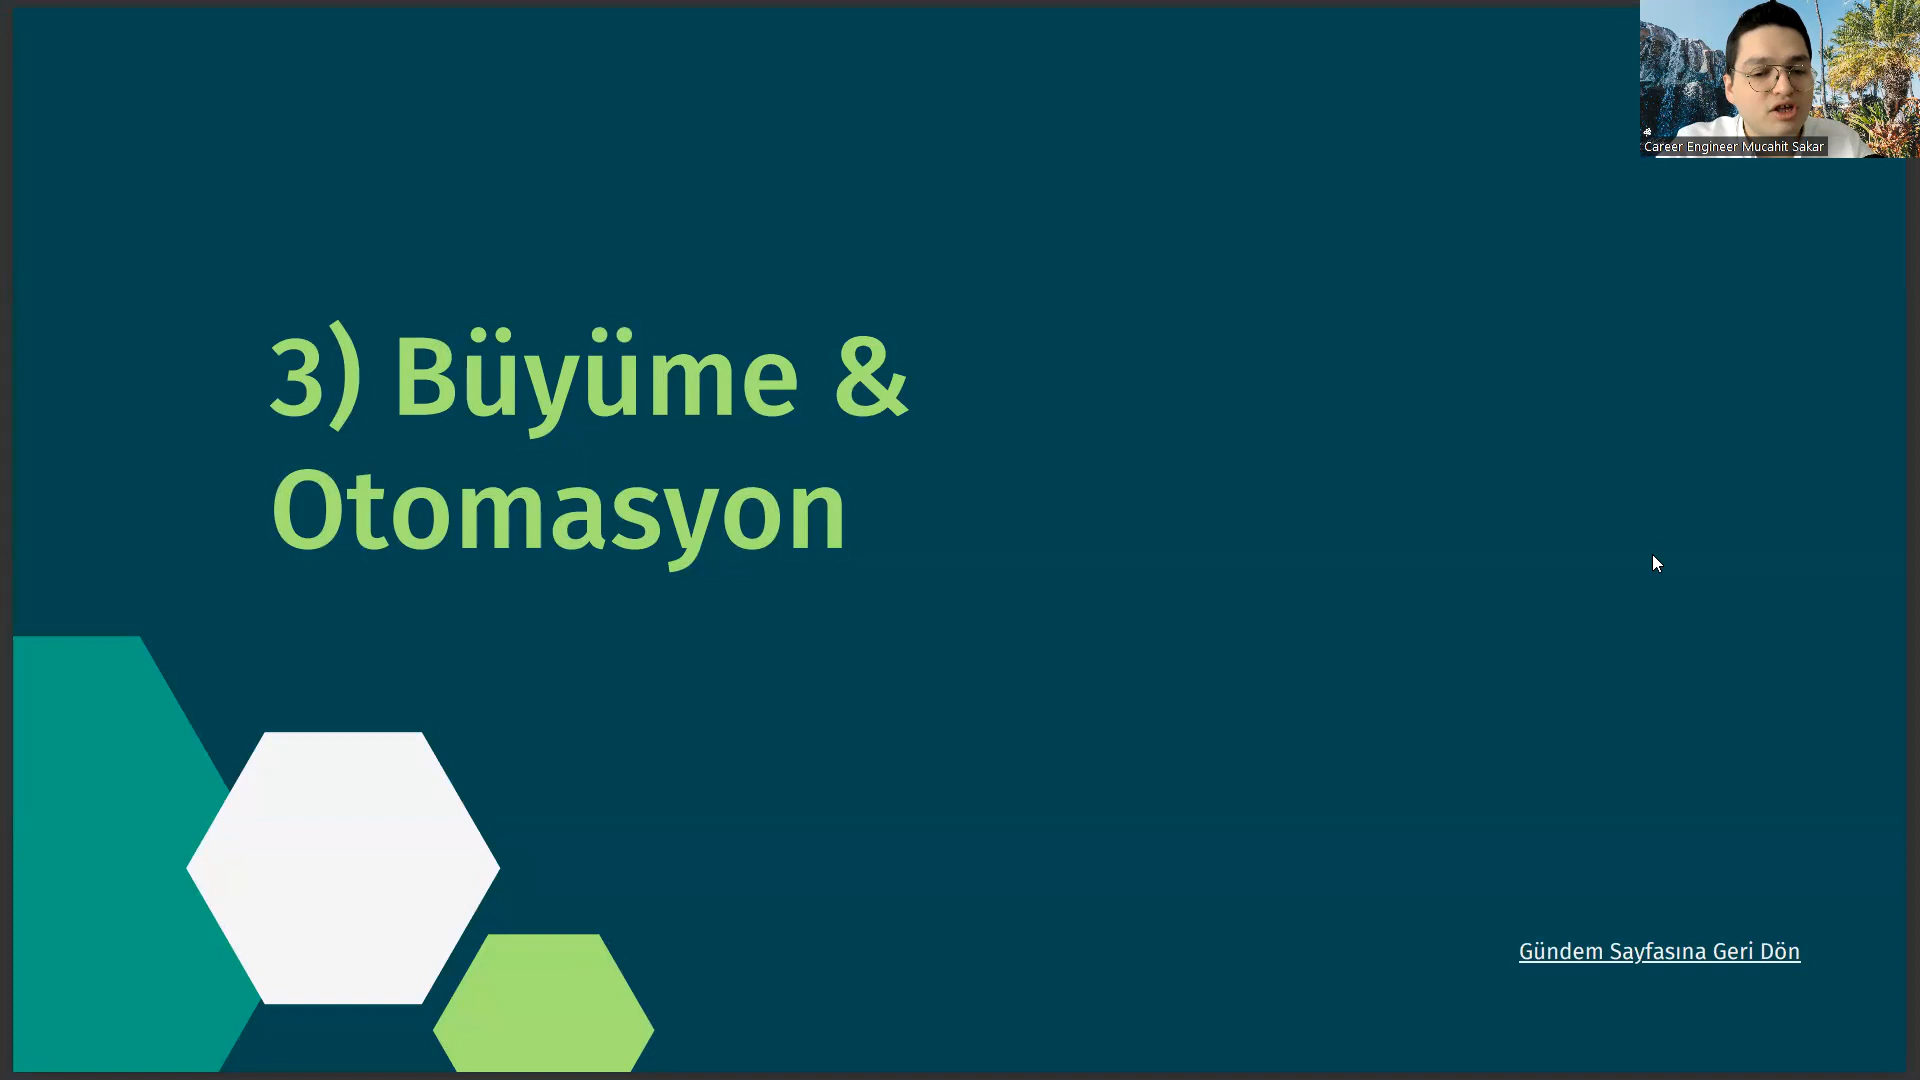 Career Engineer Mucahit Sakar
3) Büyüme &
Otomasyon
Gündem Sayfasına Geri Dön